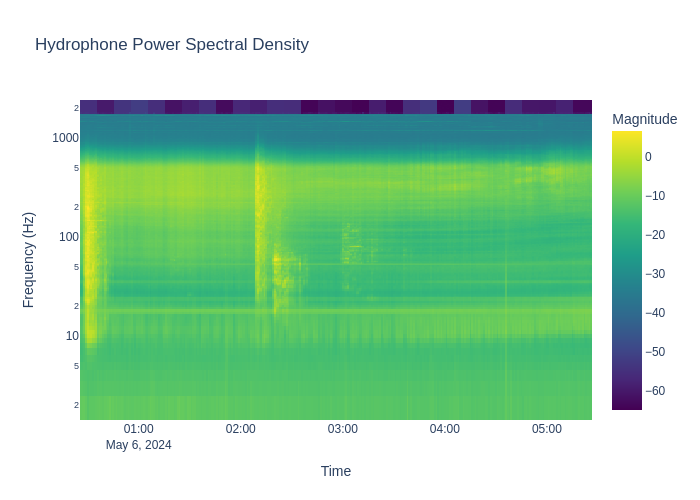 Hydrophone Power Spectral Density
Magnitude
2
1000
5
2
100
5
2
10
5
2
Frequency (Hz)
0
−10
−20
−30
−40
−50
−60
01:00 02:00 03:00 04:00 05:00
May 6, 2024
Time